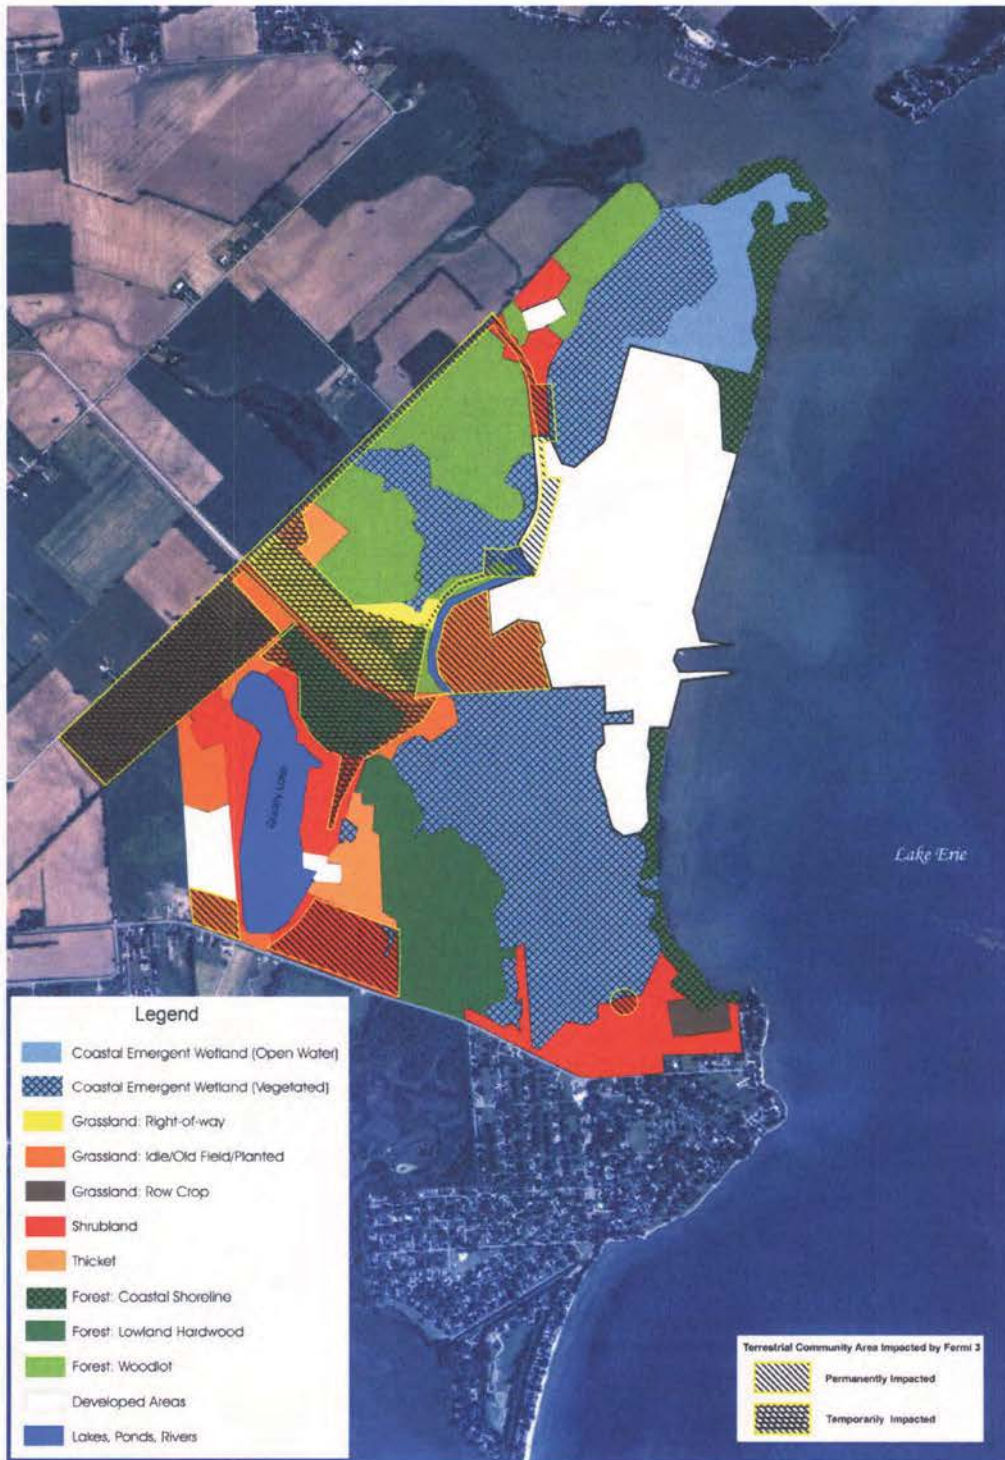 Quarry Lake
Lake Erie
Legend
Coastal Emergent Wetland (Open Water)
Coastal Emergent Wetland (Vegetated)
Grassland: Right-of-way
Grassland: Idle/Old Field/Planted
Grassland: Row Crop
Shrubland
Thicket
Forest: Coastal Shoreline
Forest: Lowland Hardwood
Forest: Woodlot
Developed Areas
Lakes, Ponds, Rivers
Terrestrial Community Area Impacted by Fermi 3
Permanently Impacted
Temporarily Impacted